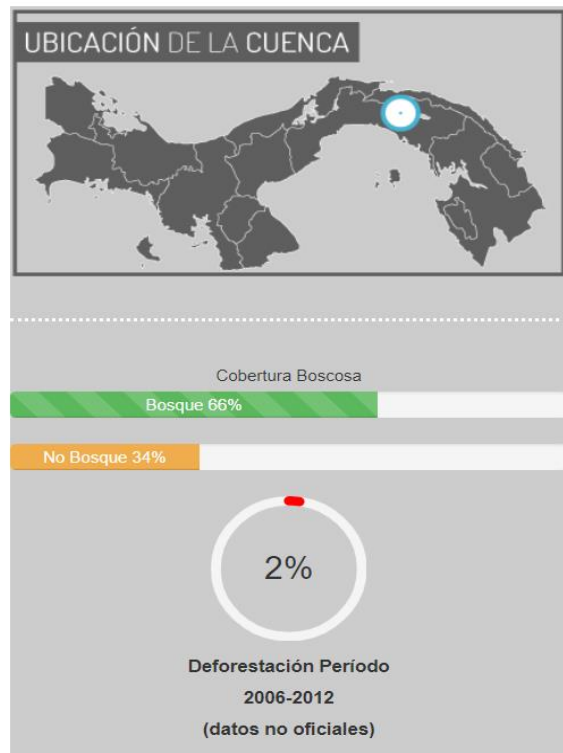 UBICACIÓN DE LA CUENCA
Cobertura Boscosa
Bosque 66%
No Bosque 34%
2%
Deforestación Período
2006-2012
(datos no oficiales)